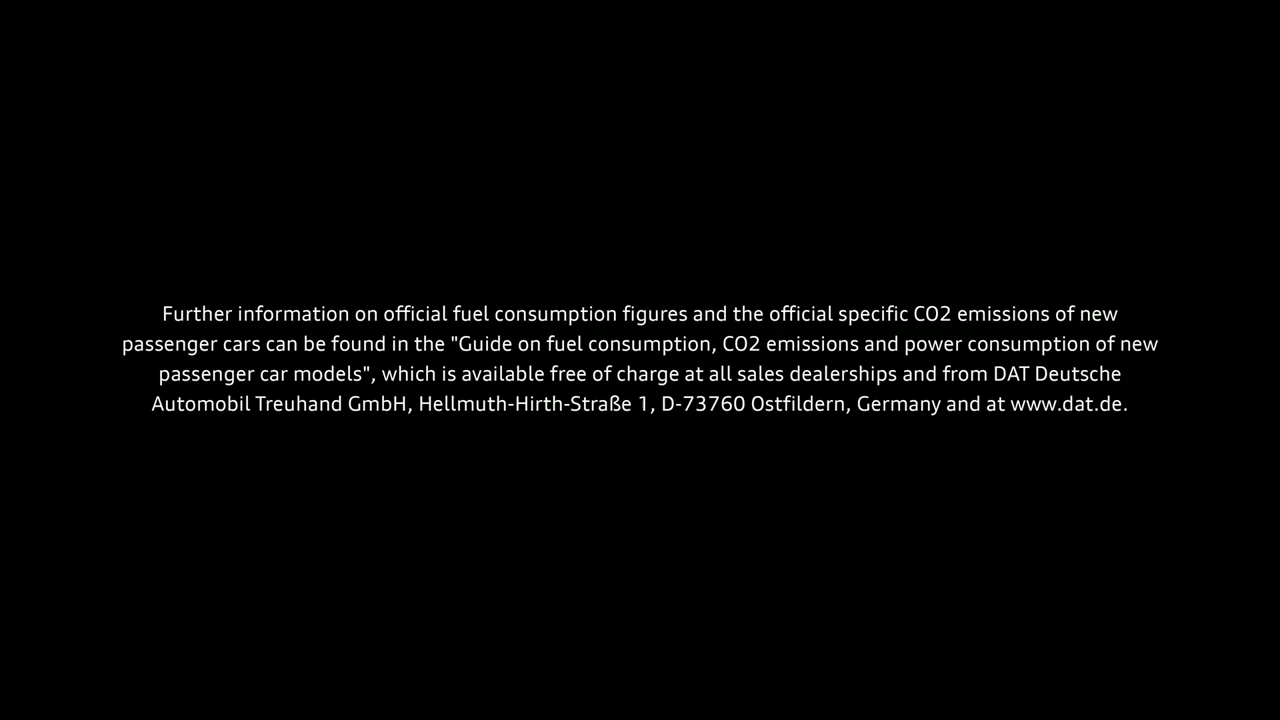 Further information on official fuel consumption figures and the official specific CO2 emissions of new
passenger cars can be found in the "Guide on fuel consumption, CO2 emissions and power consumption of new
passenger car models", which is available free of charge at all sales dealerships and from DAT Deutsche
Automobil Treuhand GmbH, Hellmuth-Hirth-Straße 1, D-73760 Ostfildern, Germany and at www.dat.de.